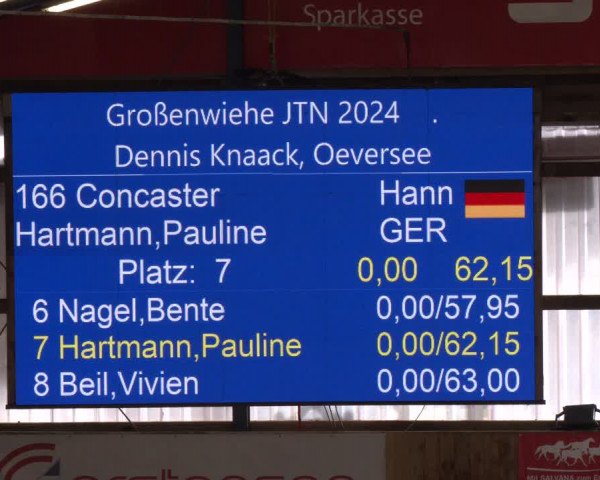 Sparkasse
Großenwiehe JTN 2024 .
Dennis Knaack, Oeversee
166 Concaster Hann
Hartmann,Pauline GER
Platz: 7 0,00 62,15
6 Nagel,Bente 0,00/57,95
7 Hartmann,Pauline 0,00/62,15
8 Beil,Vivien 0,00/63,00